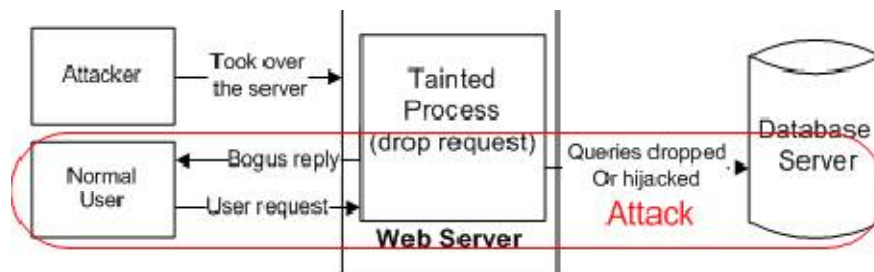 Attacker
Took over
the server
Tainted
Process
(drop request)
Normal
User
Bogus reply
User request
Web Server
Queries dropped
Or hijacked
Attack
Database
Server